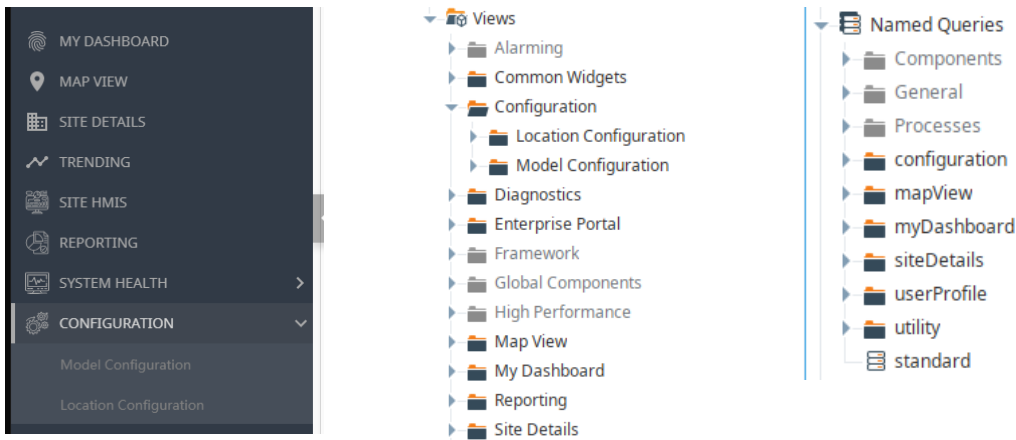 MY DASHBOARD
MAP VIEW
SITE DETAILS
TRENDING
SITE HMIS
REPORTING
SYSTEM HEALTH
CONFIGURATION
Model Configuration
Location Configuration
Views
Alarming
Common Widgets
Configuration
Location Configuration
Model Configuration
Diagnostics
Enterprise Portal
Framework
Global Components
High Performance
Map View
My Dashboard
Reporting
Site Details
Named Queries
Components
General
Processes
configuration
mapView
myDashboard
siteDetails
userProfile
utility
standard